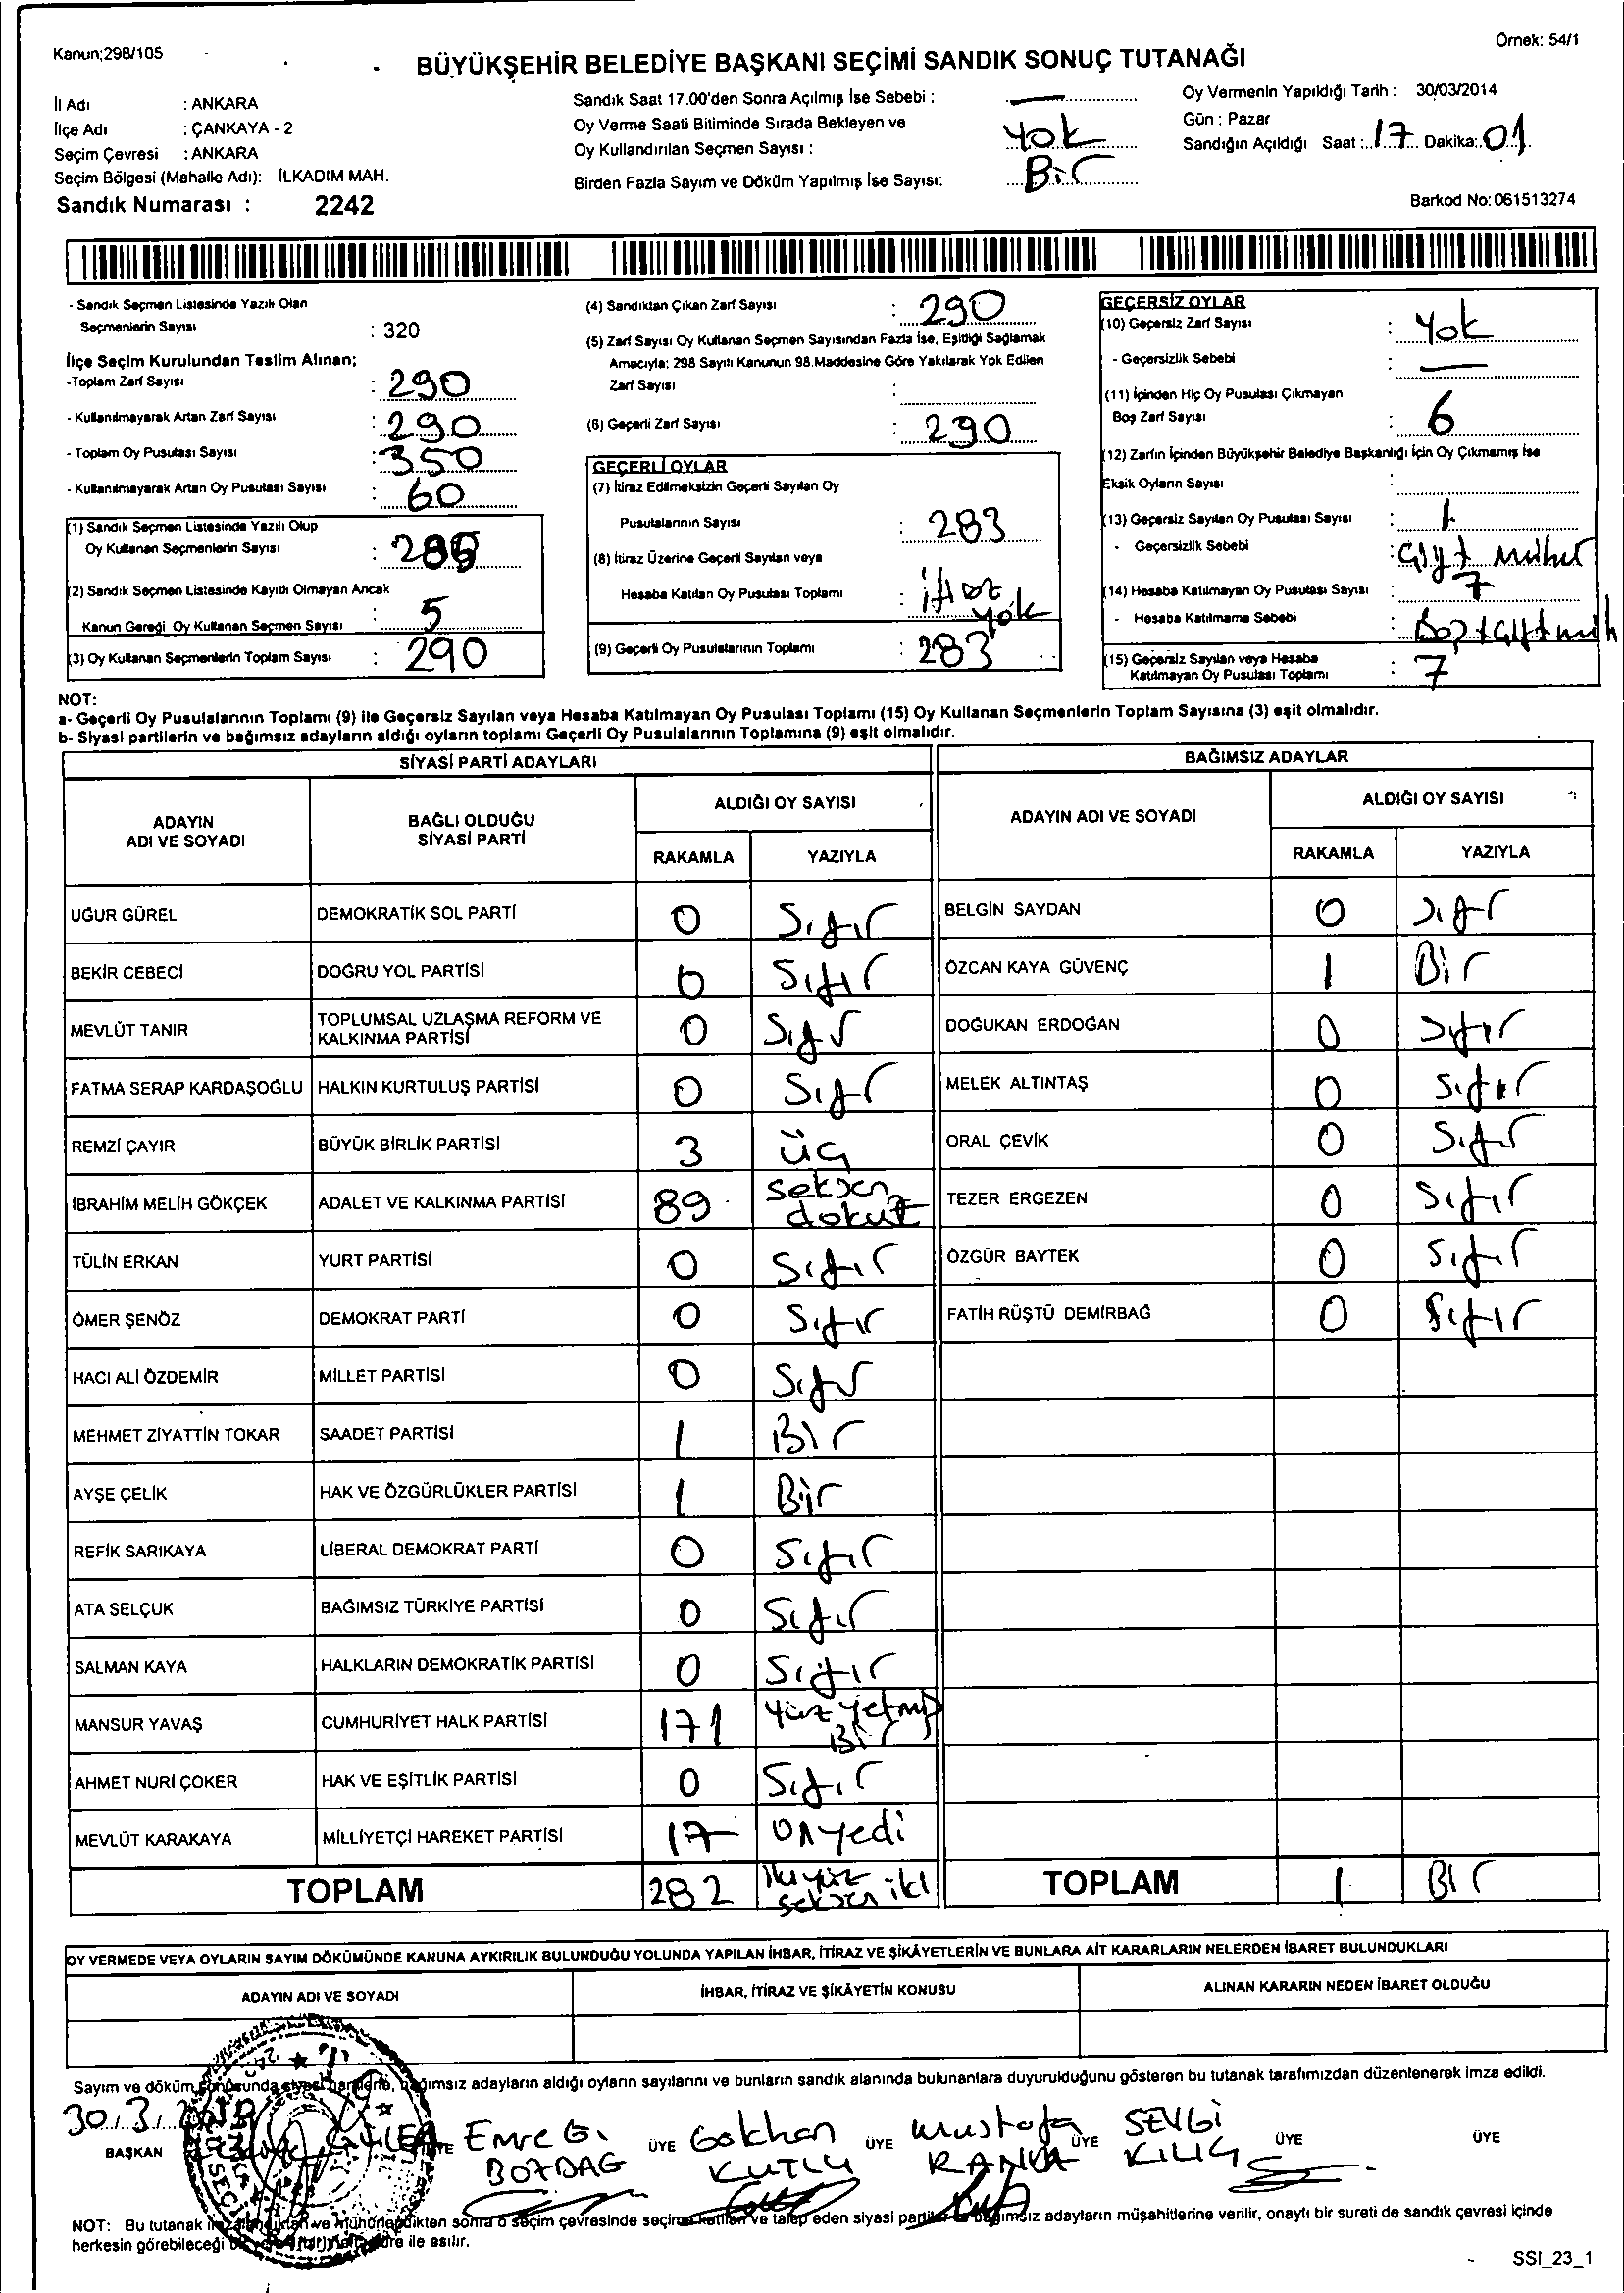 Kanun;298/105
Örnek: 54/1
BÜYÜKŞEHİR BELEDİYE BAŞKANI SEÇİMİ SANDIK SONUÇ TUTANAĞI
İl Adı : ANKARA
İlçe Adı : ÇANKAYA - 2
Seçim Çevresi : ANKARA
Seçim Bölgesi (Mahalle Adı): İLKADIM MAH.
Sandık Numarası : 2242
Sandık Saat 17.00'den Sonra Açılmış İse Sebebi : —
Oy Verme Saati Bitiminde Sırada Bekleyen ve
Oy Kullandırılan Seçmen Sayısı : Yok
Birden Fazla Sayım ve Döküm Yapılmış İse Sayısı: Bir
Oy Vermenin Yapıldığı Tarih : 30/03/2014
Gün : Pazar
Sandığın Açıldığı Saat : 17 Dakika: 01
Barkod No: 061513274
- Sandık Seçmen Listesinde Yazılı Olan
Seçmenlerin Sayısı : 320
İlçe Seçim Kurulundan Teslim Alınan;
-Toplam Zarf Sayısı : 290
- Kullanılmayarak Artan Zarf Sayısı : 290
- Toplam Oy Pusulası Sayısı : 350
- Kullanılmayarak Artan Oy Pusulası Sayısı : 60
(1) Sandık Seçmen Listesinde Yazılı Olup
Oy Kullanan Seçmenlerin Sayısı :
(2) Sandık Seçmen Listesinde Kayıtlı Olmayan Ancak
Kanun Gereği Oy Kullanan Seçmen Sayısı : 5
(3) Oy Kullanan Seçmenlerin Toplam Sayısı : 290
(4) Sandıktan Çıkan Zarf Sayısı : 290
(5) Zarf Sayısı Oy Kullanan Seçmen Sayısından Fazla İse, Eşitliği Sağlamak
Amacıyla; 298 Sayılı Kanunun 98.Maddesine Göre Yakılarak Yok Edilen
Zarf Sayısı :
(6) Geçerli Zarf Sayısı : 290
GEÇERLİ OYLAR
(7) İtiraz Edilmeksizin Geçerli Sayılan Oy
Pusulalarının Sayısı : 283
(8) İtiraz Üzerine Geçerli Sayılan veya
Hesaba Katılan Oy Pusulası Toplamı : itiraz
yok
(9) Geçerli Oy Pusulalarının Toplamı : 283
GEÇERSİZ OYLAR
(10) Geçersiz Zarf Sayısı : Yok
- Geçersizlik Sebebi : —
(11) İçinden Hiç Oy Pusulası Çıkmayan
Boş Zarf Sayısı : 6
(12) Zarfın İçinden Büyükşehir Belediye Başkanlığı İçin Oy Çıkmamış İse
Eksik Oyların Sayısı :
(13) Geçersiz Sayılan Oy Pusulası Sayısı : 1
- Geçersizlik Sebebi : Çift mühür
(14) Hesaba Katılmayan Oy Pusulası Sayısı : 7
- Hesaba Katılmama Sebebi :
(15) Geçersiz Sayılan veya Hesaba
Katılmayan Oy Pusulası Toplamı : 7
NOT:
a- Geçerli Oy Pusulalarının Toplamı (9) ile Geçersiz Sayılan veya Hesaba Katılmayan Oy Pusulası Toplamı (15) Oy Kullanan Seçmenlerin Toplam Sayısına (3) eşit olmalıdır.
b- Siyasi partilerin ve bağımsız adayların aldığı oyların toplamı Geçerli Oy Pusulalarının Toplamına (9) eşit olmalıdır.
SİYASİ PARTİ ADAYLARI
ADAYIN
ADI VE SOYADI
BAĞLI OLDUĞU
SİYASİ PARTİ
ALDIĞI OY SAYISI
RAKAMLA YAZIYLA
UĞUR GÜREL DEMOKRATİK SOL PARTİ 0 Sıfır
BEKİR CEBECİ DOĞRU YOL PARTİSİ 0 Sıfır
MEVLÜT TANIR TOPLUMSAL UZLAŞMA REFORM VE
KALKINMA PARTİSİ 0 Sıfır
FATMA SERAP KARDAŞOĞLU HALKIN KURTULUŞ PARTİSİ 0 Sıfır
REMZİ ÇAYIR BÜYÜK BİRLİK PARTİSİ 3 üç
İBRAHİM MELİH GÖKÇEK ADALET VE KALKINMA PARTİSİ 89 seksen
dokuz
TÜLİN ERKAN YURT PARTİSİ 0 Sıfır
ÖMER ŞENÖZ DEMOKRAT PARTİ 0 Sıfır
HACI ALİ ÖZDEMİR MİLLET PARTİSİ 0 Sıfır
MEHMET ZİYATTİN TOKAR SAADET PARTİSİ 1 Bir
AYŞE ÇELİK HAK VE ÖZGÜRLÜKLER PARTİSİ 1 Bir
REFİK SARIKAYA LİBERAL DEMOKRAT PARTİ 0 Sıfır
ATA SELÇUK BAĞIMSIZ TÜRKİYE PARTİSİ 0 Sıfır
SALMAN KAYA HALKLARIN DEMOKRATİK PARTİSİ 0 Sıfır
MANSUR YAVAŞ CUMHURİYET HALK PARTİSİ 171 Yüz yetmiş
Bir
AHMET NURİ ÇOKER HAK VE EŞİTLİK PARTİSİ 0 Sıfır
MEVLÜT KARAKAYA MİLLİYETÇİ HAREKET PARTİSİ 17 onyedi
TOPLAM 282 ikiyüz
seksen iki
BAĞIMSIZ ADAYLAR
ADAYIN ADI VE SOYADI
ALDIĞI OY SAYISI
RAKAMLA YAZIYLA
BELGİN SAYDAN 0 Sıfır
ÖZCAN KAYA GÜVENÇ 1 Bir
DOĞUKAN ERDOĞAN 0 Sıfır
MELEK ALTINTAŞ 0 Sıfır
ORAL ÇEVİK 0 Sıfır
TEZER ERGEZEN 0 Sıfır
ÖZGÜR BAYTEK 0 Sıfır
FATİH RÜŞTÜ DEMİRBAĞ 0 Sıfır
TOPLAM 1 Bir
OY VERMEDE VEYA OYLARIN SAYIM DÖKÜMÜNDE KANUNA AYKIRILIK BULUNDUĞU YOLUNDA YAPILAN İHBAR, İTİRAZ VE ŞİKÂYETLERİN VE BUNLARA AİT KARARLARIN NELERDEN İBARET BULUNDUKLARI
ADAYIN ADI VE SOYADI
İHBAR, İTİRAZ VE ŞİKÂYETİN KONUSU
ALINAN KARARIN NEDEN İBARET OLDUĞU
Sayım ve döküm sonucunda siyasi partilerle, bağımsız adayların aldığı oyların sayılarını ve bunların sandık alanında bulunanlara duyurulduğunu gösteren bu tutanak tarafımızdan düzenlenerek imza edildi.
30.3.
BAŞKAN
Emre G.
BOZDAG
ÜYE Gökhan
KUTLU
ÜYE Mustafa
ÜYE SEVGİ
KILIÇ
ÜYE
ÜYE
NOT: Bu tutanak imzalandıktan ve mühürlendikten sonra o seçim çevresinde seçime katılan ve talep eden siyasi partiler bağımsız adayların müşahitlerine verilir, onaylı bir sureti de sandık çevresi içinde
herkesin görebileceği bir yere ile asılır.
SSI_23_1